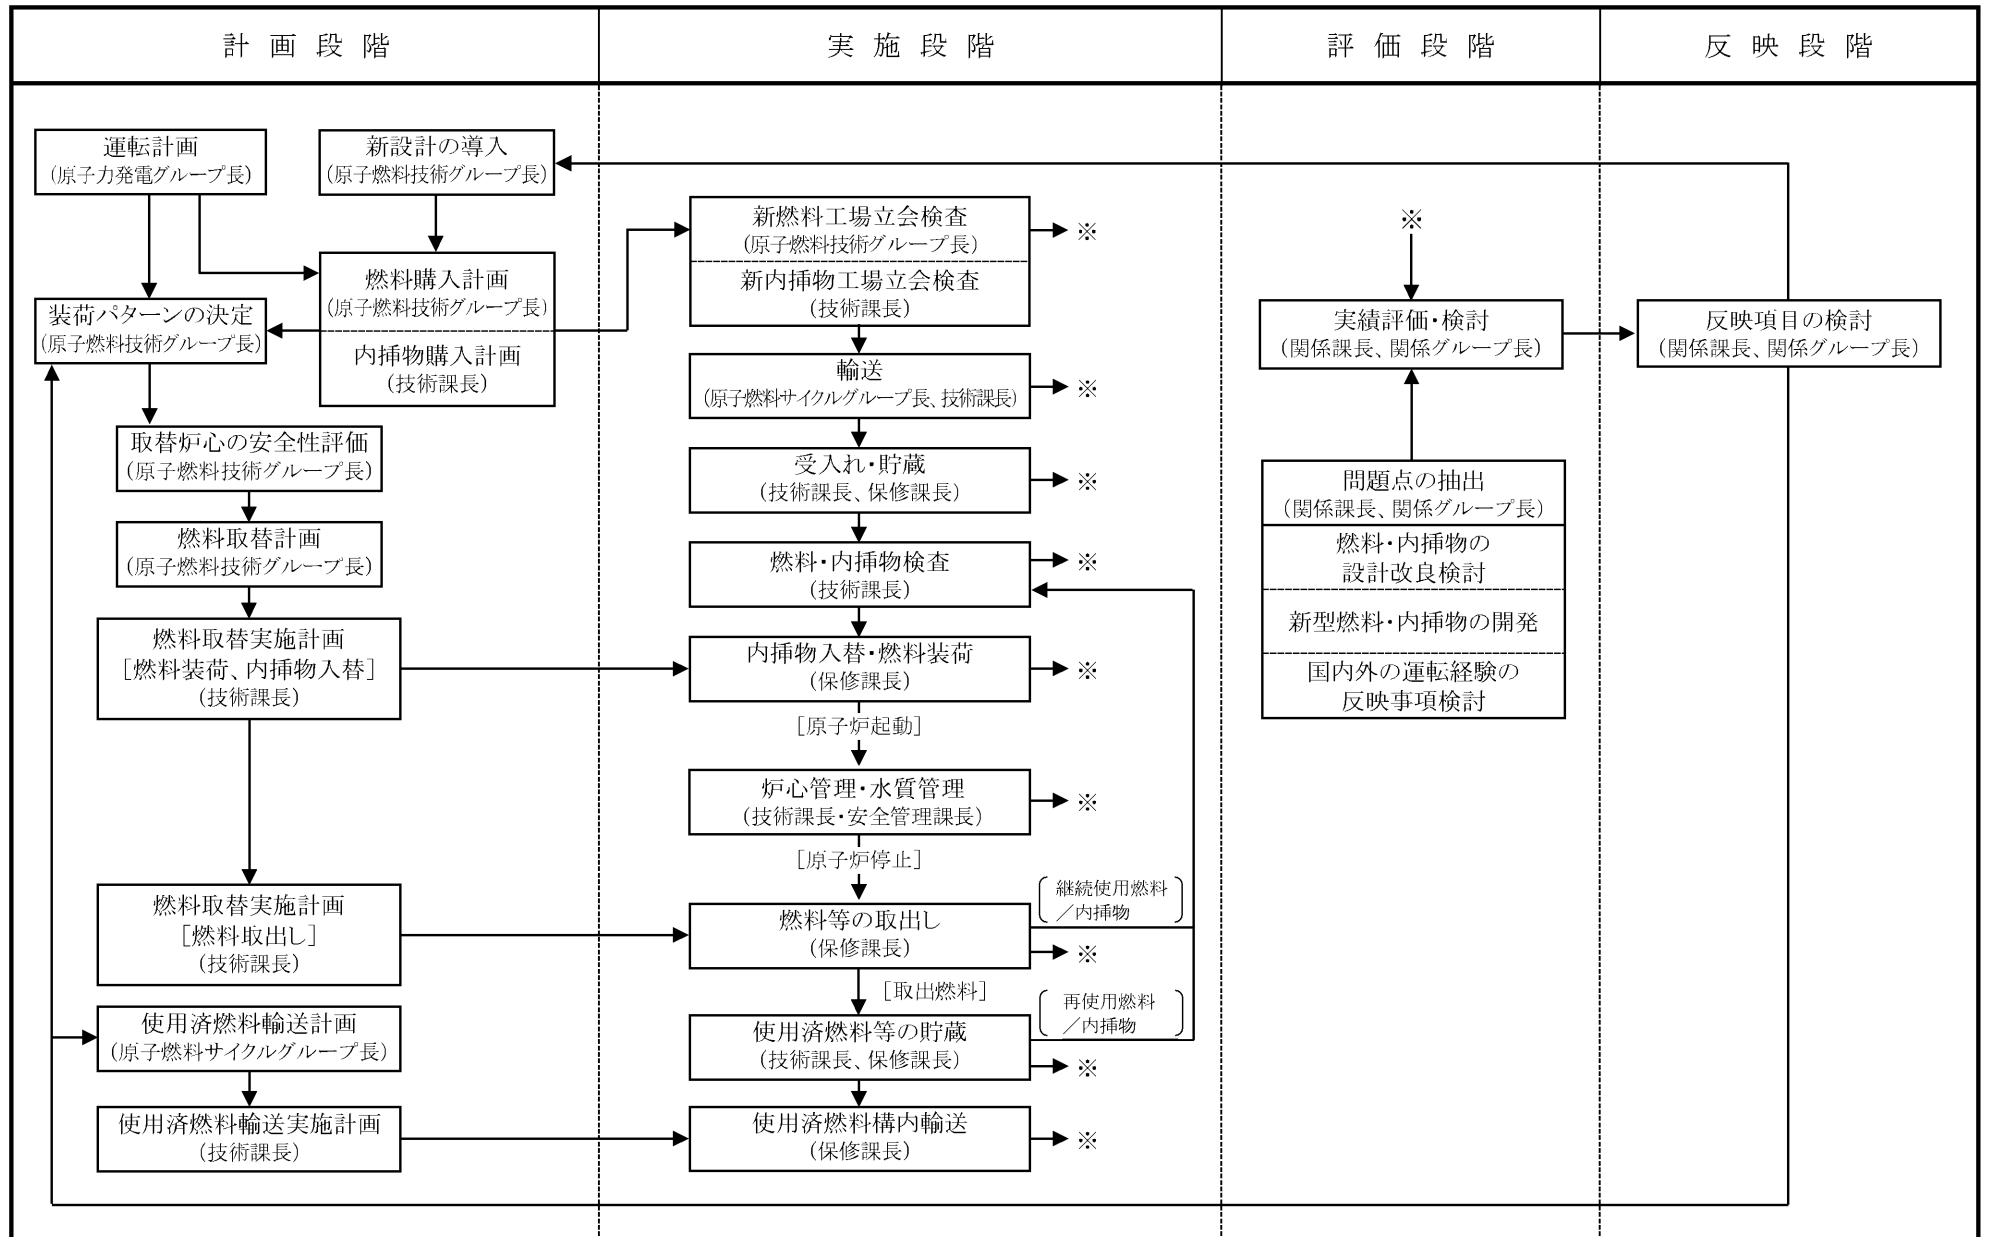 計画段階
実施段階
評価段階
反映段階
運転計画
(原子力発電グループ長)
新設計の導入
(原子燃料技術グループ長)
燃料購入計画
(原子燃料技術グループ長)
内挿物購入計画
(技術課長)
装荷パターンの決定
(原子燃料技術グループ長)
取替炉心の安全性評価
(原子燃料技術グループ長)
燃料取替計画
(原子燃料技術グループ長)
燃料取替実施計画
[燃料装荷、内挿物入替]
(技術課長)
燃料取替実施計画
[燃料取出し]
(技術課長)
使用済燃料輸送計画
(原子燃料サイクルグループ長)
使用済燃料輸送実施計画
(技術課長)
新燃料工場立会検査
(原子燃料技術グループ長)
※
新内挿物工場立会検査
(技術課長)
輸送
(原子燃料サイクルグループ長、技術課長)
※
受入れ・貯蔵
(技術課長、保修課長)
※
燃料・内挿物検査
(技術課長)
※
内挿物入替・燃料装荷
(保修課長)
※
[原子炉起動]
炉心管理・水質管理
(技術課長・安全管理課長)
※
[原子炉停止]
燃料等の取出し
(保修課長)
継続使用燃料
／内挿物
※
[取出燃料]
再使用燃料
／内挿物
使用済燃料等の貯蔵
(技術課長、保修課長)
※
使用済燃料構内輸送
(保修課長)
※
※
実績評価・検討
(関係課長、関係グループ長)
問題点の抽出
(関係課長、関係グループ長)
燃料・内挿物の
設計改良検討
新型燃料・内挿物の開発
国内外の運転経験の
反映事項検討
反映項目の検討
(関係課長、関係グループ長)